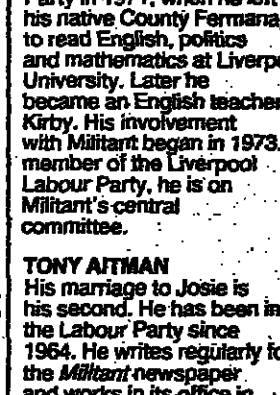 Party in 1971, when he left
his native County Fermana
to read English, politics
and mathematics at Liverpo
University. Later he
became an English teacher
Kirby. His involvement
with Militant began in 1973.
member of the Liverpool
Labour Party, he is on
Militant's central
committee.
TONY AITMAN
His marriage to Josie is
his second. He has been in
the Labour Party since
1964. He writes regularly fo
the Militant newspaper
and works in its office in